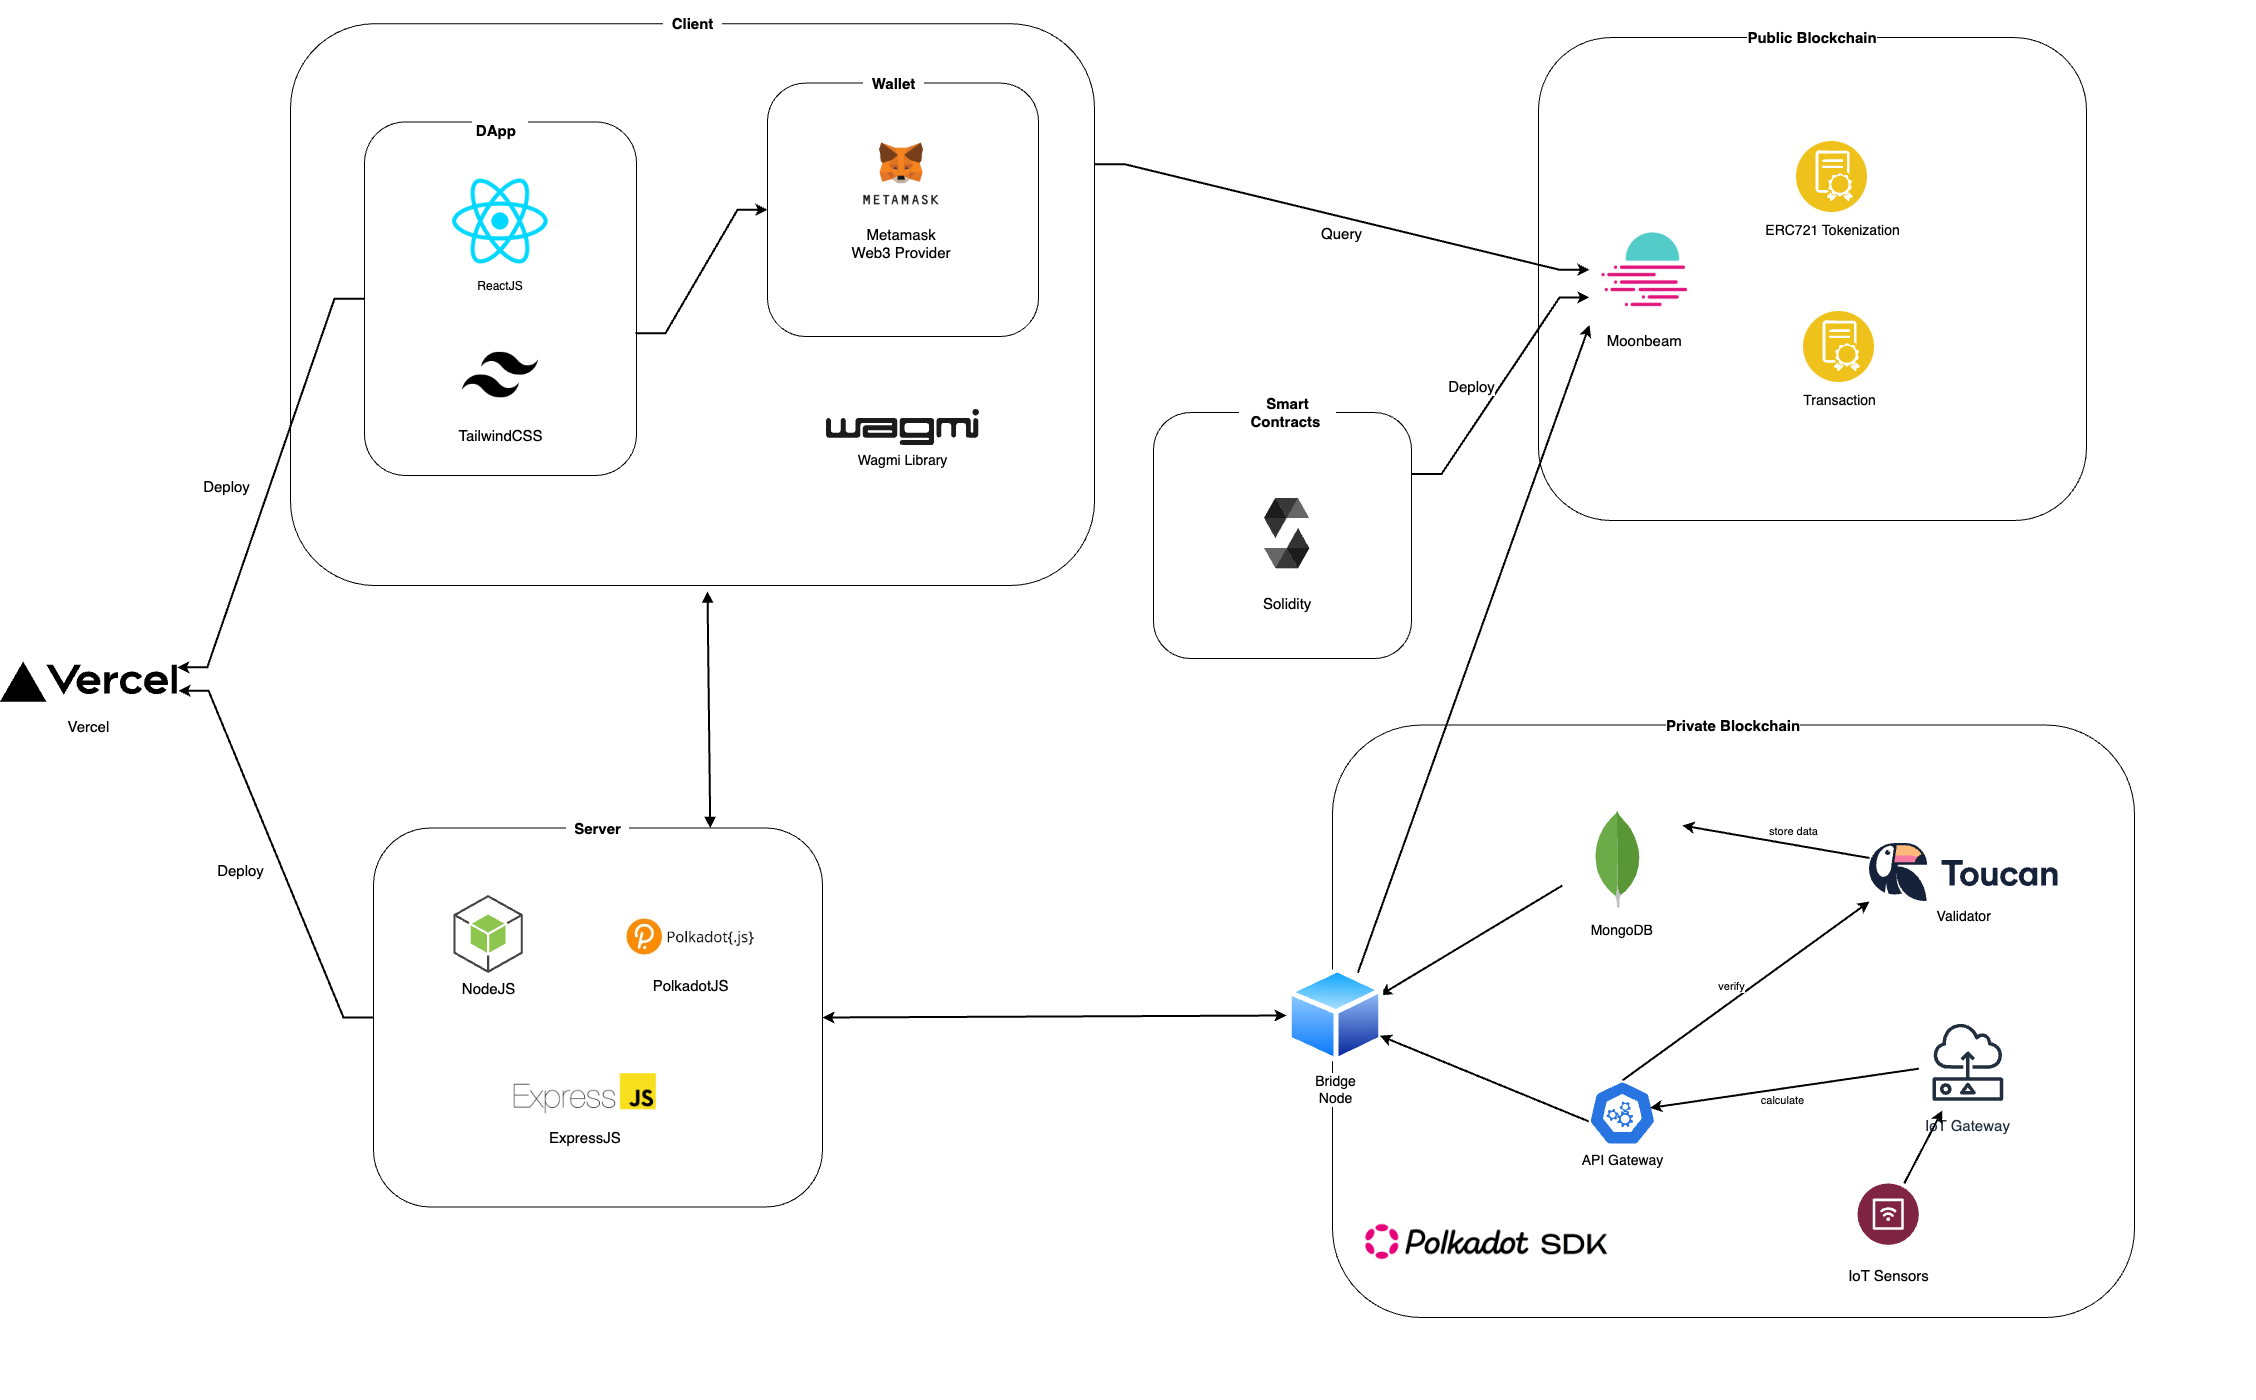 Client
Public Blockchain
Wallet
DApp
METAMASK
Metamask
Web3 Provider
ERC721 Tokenization
Query
ReactJS
Moonbeam
Deploy
Transaction
Smart
Contracts
wagmi
Wagmi Library
TailwindCSS
Deploy
Solidity
Vercel
Vercel
Private Blockchain
Server
store data
Toucan
Validator
MongoDB
Deploy
Polkadot{.js}
NodeJS
PolkadotJS
verify
Bridge
Node
calculate
Express JS
ExpressJS
IoT Gateway
API Gateway
Polkadot SDK
IoT Sensors